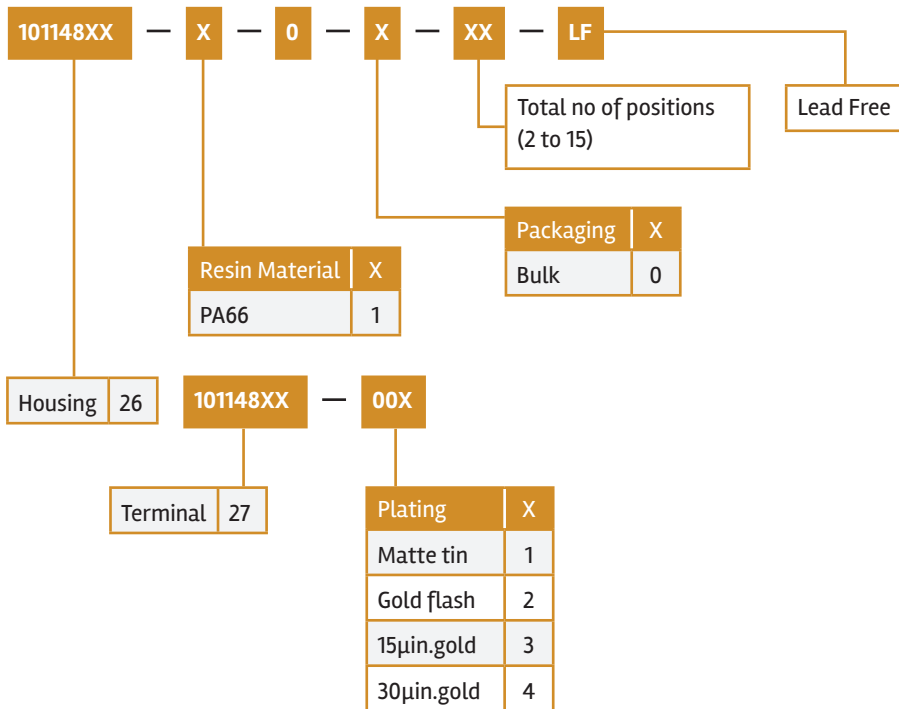 101148XX — X — 0 — X — XX — LF
Total no of positions
(2 to 15)
Lead Free
Packaging X
Bulk 0
Resin Material X
PA66 1
Housing 26
101148XX — 00X
Terminal 27
Plating X
Matte tin 1
Gold flash 2
15µin.gold 3
30µin.gold 4